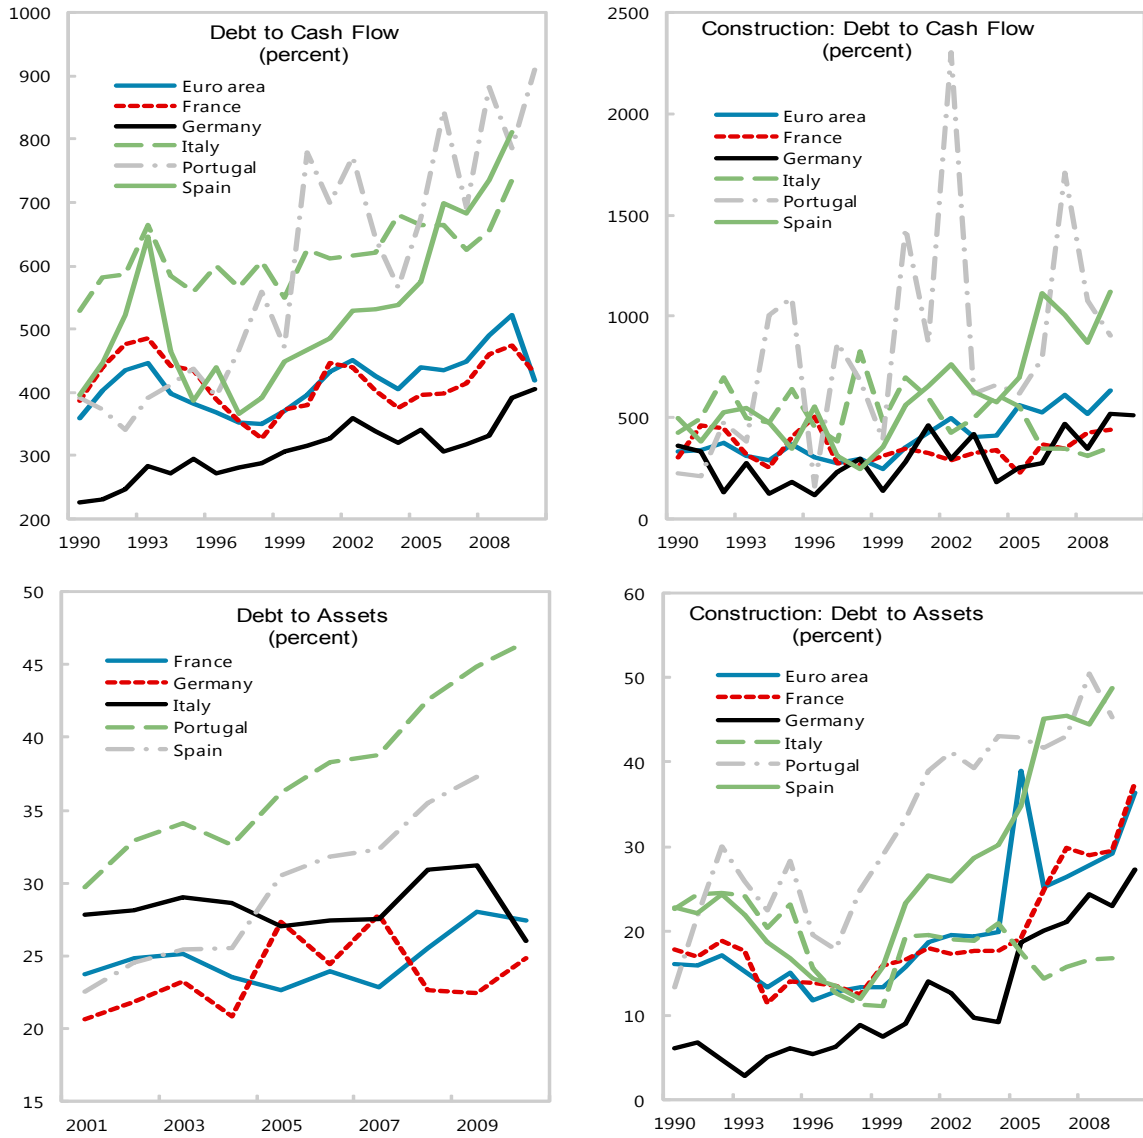 Debt to Cash Flow
(percent)
1000
900
800
700
600
500
400
300
200
Euro area
France
Germany
Italy
Portugal
Spain
1990 1993 1996 1999 2002 2005 2008
Construction: Debt to Cash Flow
(percent)
2500
2000
1500
1000
500
0
Euro area
France
Germany
Italy
Portugal
Spain
1990 1993 1996 1999 2002 2005 2008
Debt to Assets
(percent)
50
45
40
35
30
25
20
15
France
Germany
Italy
Portugal
Spain
2001 2003 2005 2007 2009
Construction: Debt to Assets
(percent)
60
50
40
30
20
10
0
Euro area
France
Germany
Italy
Portugal
Spain
1990 1993 1996 1999 2002 2005 2008